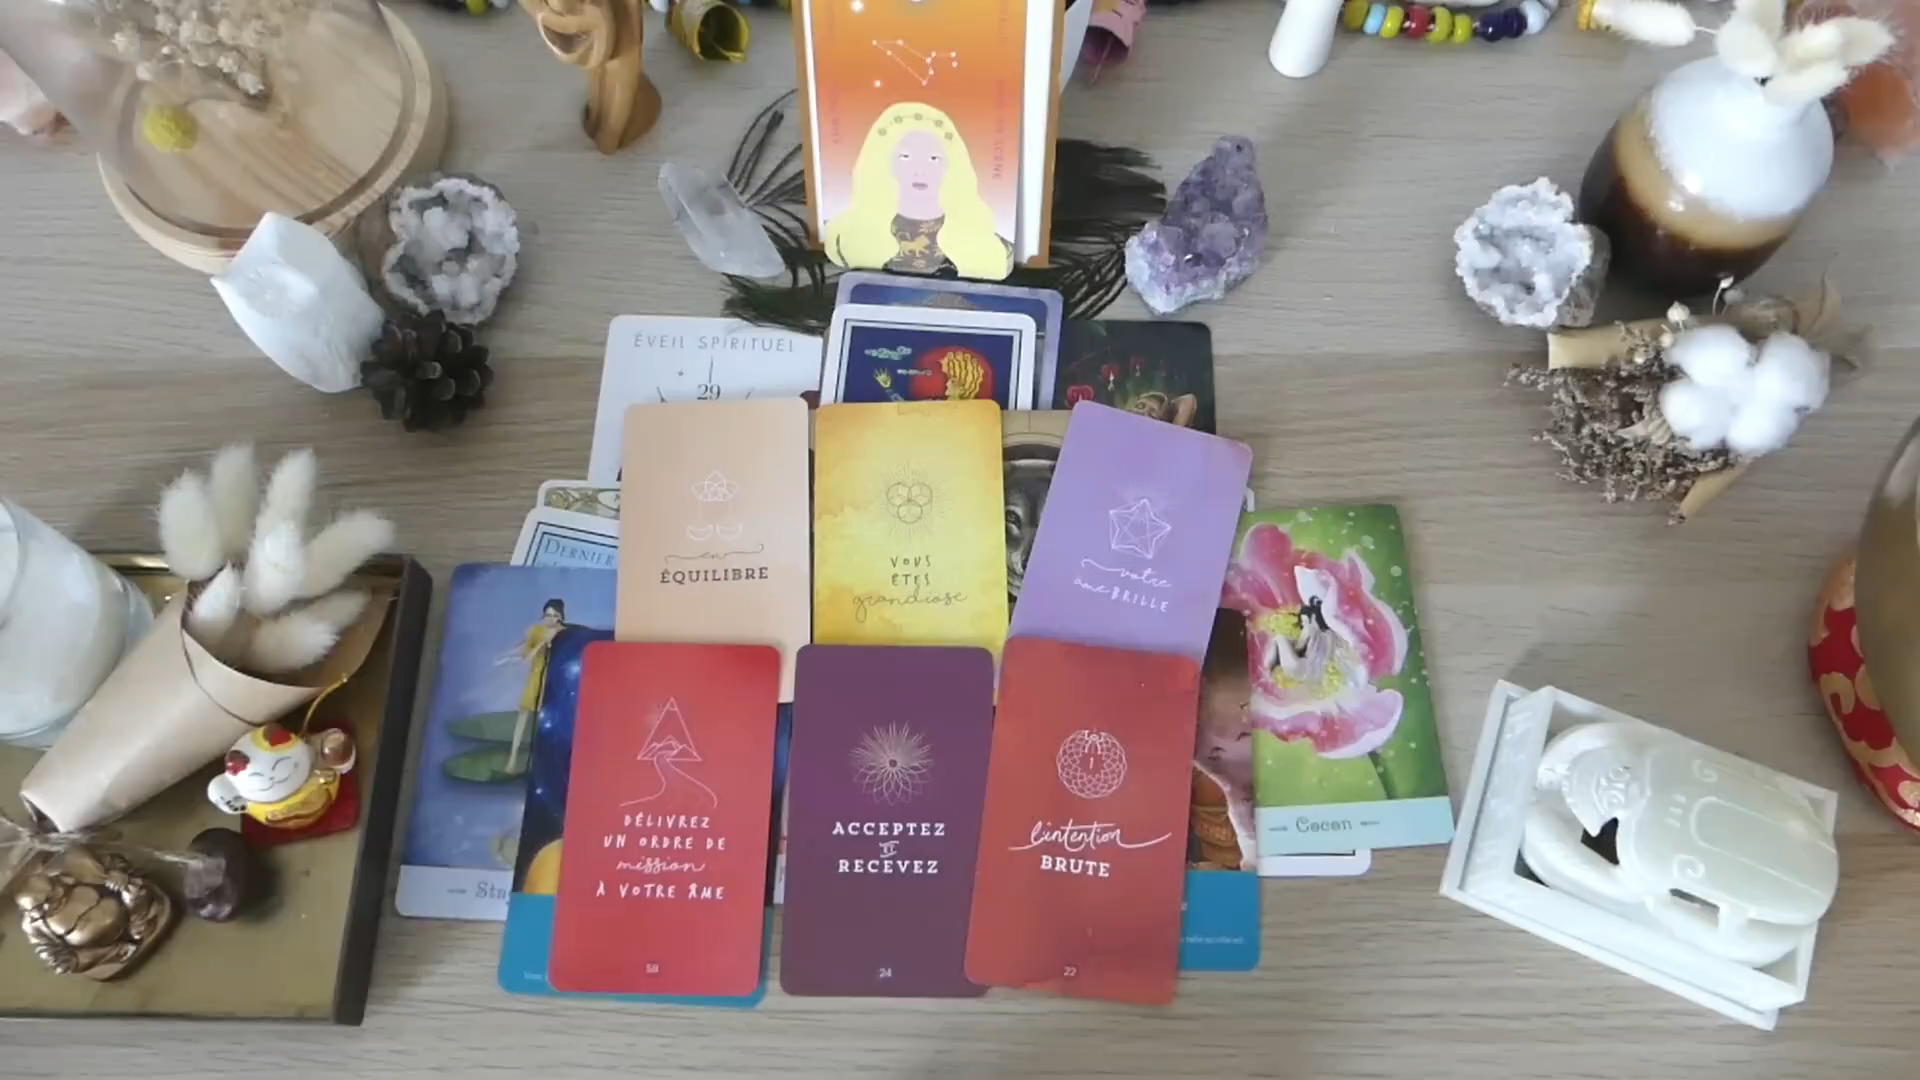 ÉVEIL SPIRITUEL
29
DERNIER
en
ÉQUILIBRE
VOUS
ÊTES
grandiose
votre
âme BRILLE
DÉLIVREZ
UN ORDRE DE
mission
À VOTRE ÂME
58
ACCEPTEZ
ET
RECEVEZ
24
l'intention
BRUTE
22
Cocon